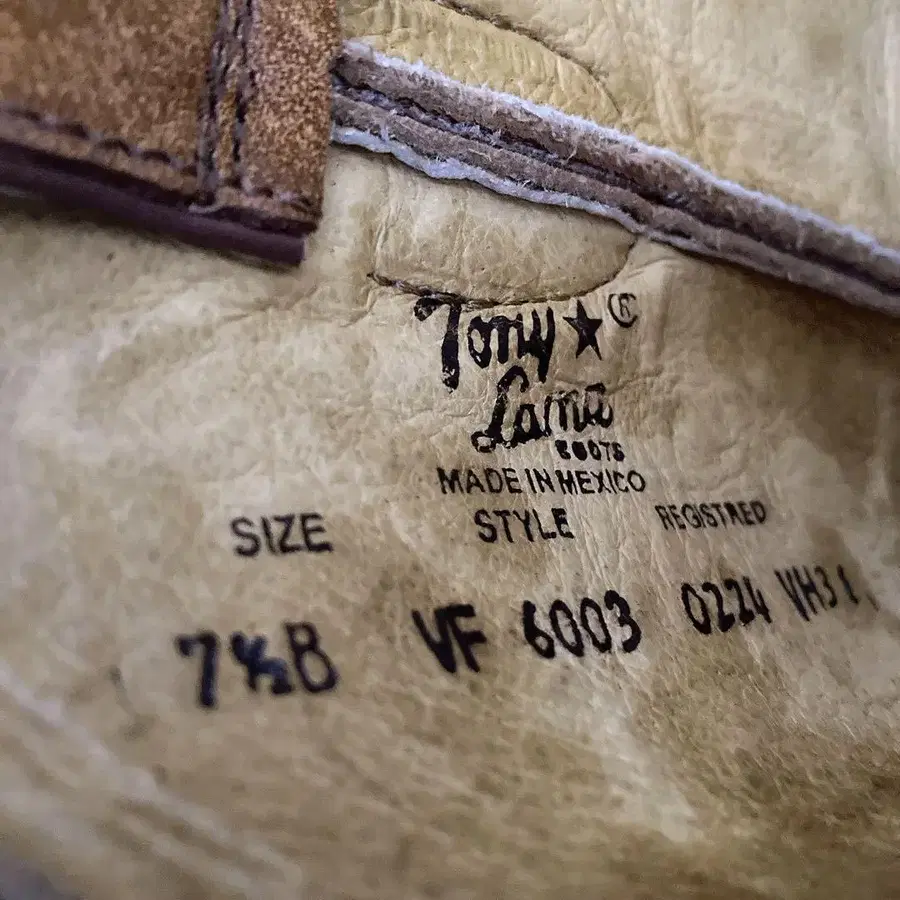 Tony ★ ®
Lama
BOOTS
MADE IN MEXICO
SIZE STYLE REGISTRED
7½B VF 6003 0224 VH31